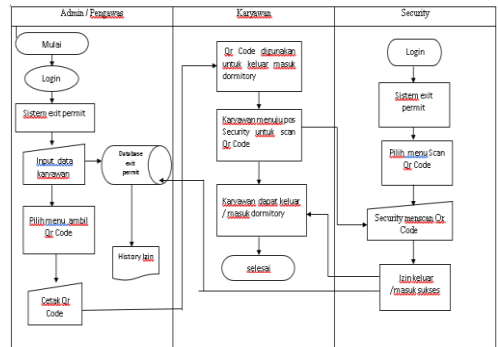 Admin / Pengawas
Karyawan
Security
Mulai
Login
Sistem exit permit
Input data
karyawan
Pilih menu ambil
Qr Code
Cetak Qr
Code
Database
exit
permit
History Izin
Qr Code digunakan
untuk keluar masuk
dormitory
Karyawan menuju pos
Security untuk scan
Qr Code
Karyawan dapat keluar
/ masuk dormitory
selesai
Login
Sistem exit
permit
Pilih menu Scan
Qr Code
Security menscan Qr
Code
Izin keluar
/masuk sukses